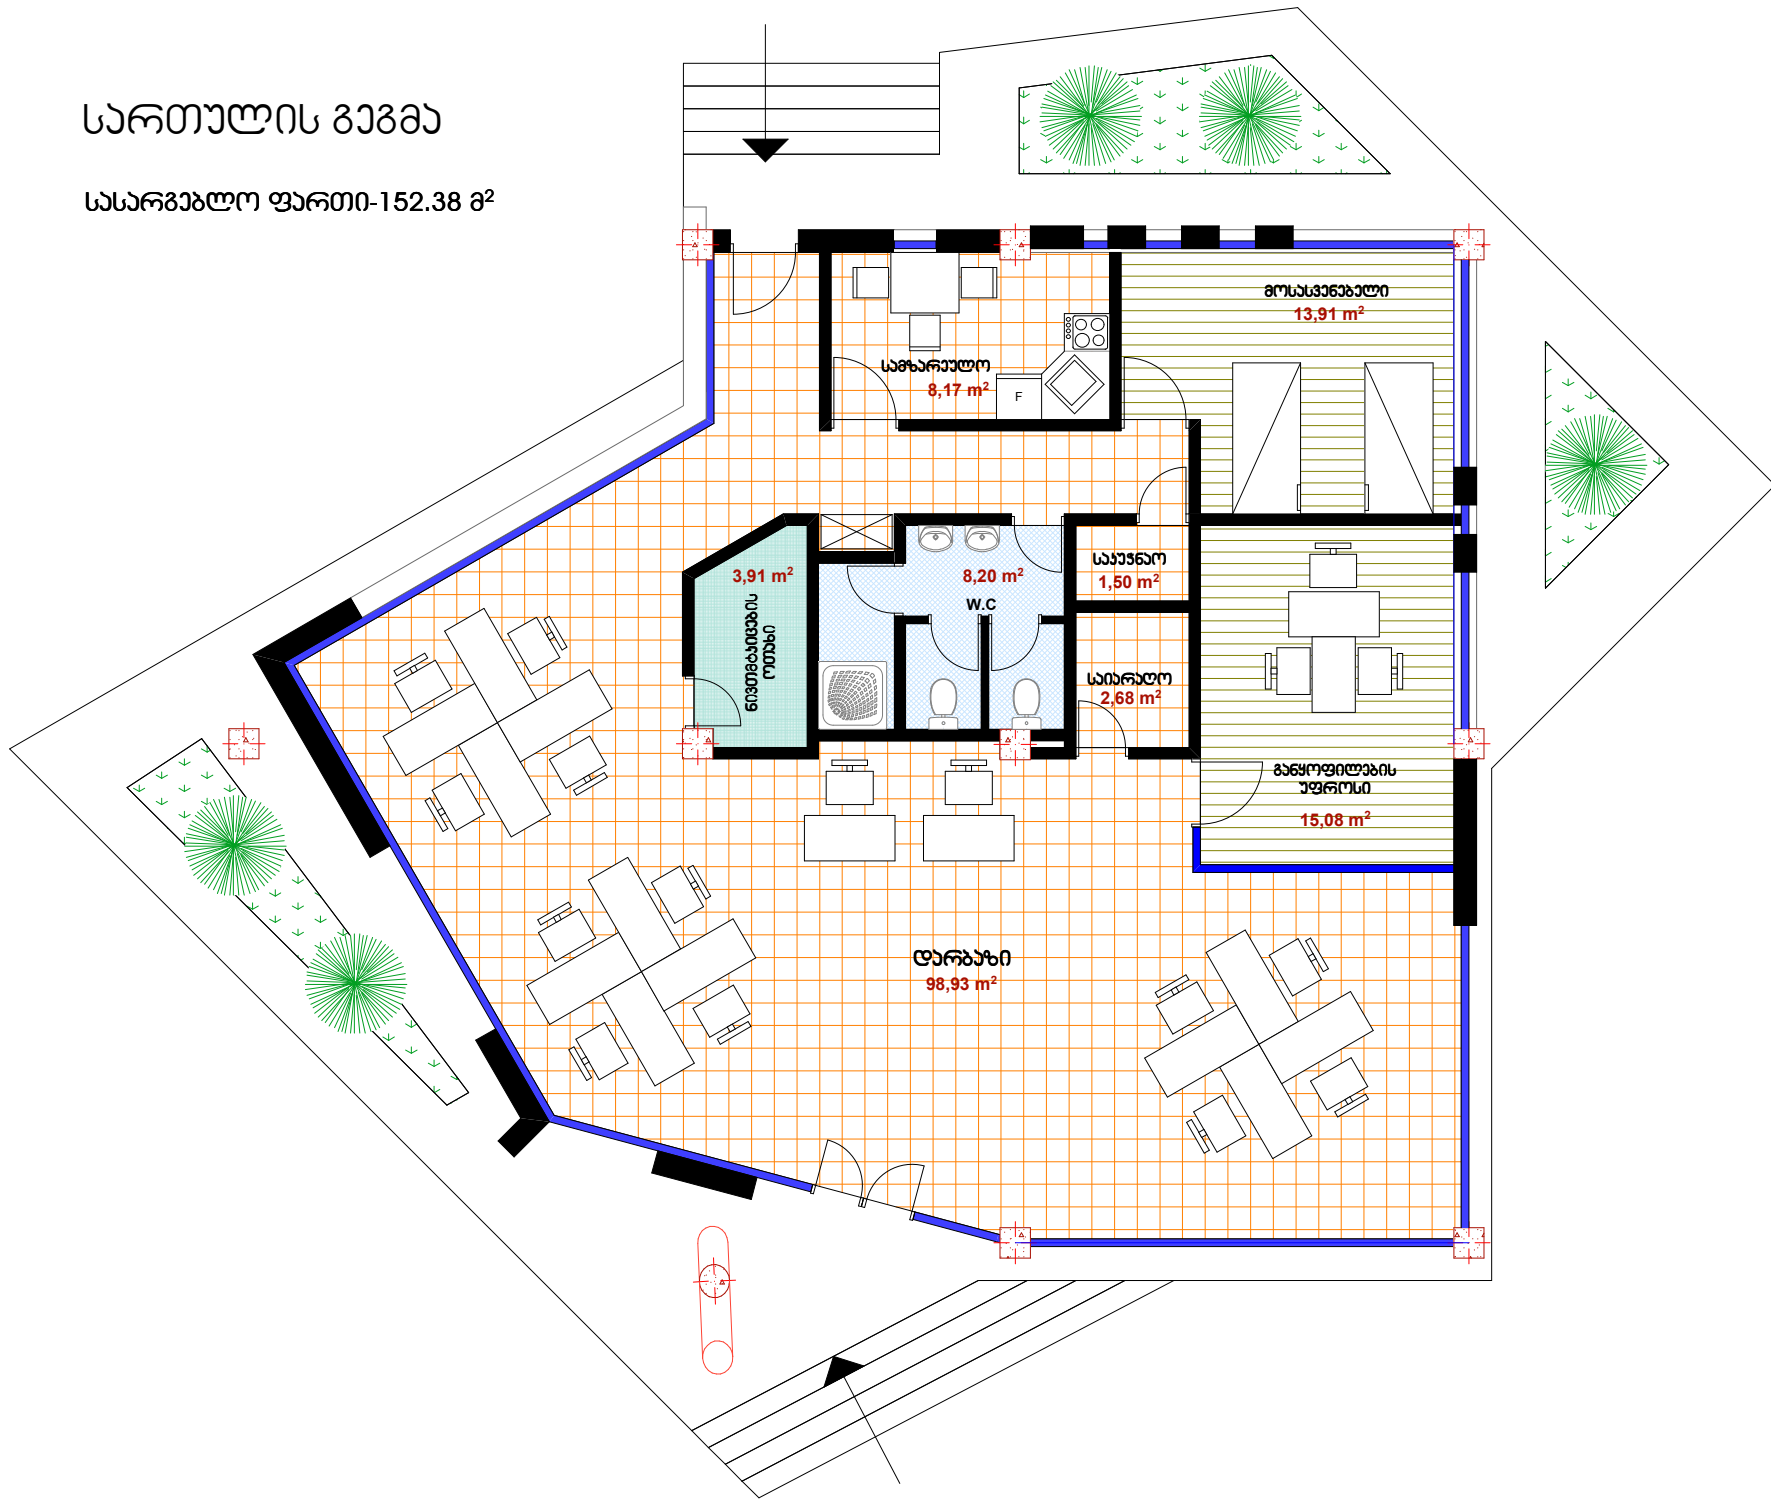 სართულის გეგმა
სასარგებლო ფართი-152.38 მ²
მოსასვენებელი
13,91 m²
სამზარეულო
8,17 m²
F
საკუჭნაო
1,50 m²
3,91 m²
ნივთმტკიცების
ოთახი
8,20 m²
W.C
საიარაღო
2,68 m²
განყოფილების
უფროსი
15,08 m²
დარბაზი
98,93 m²